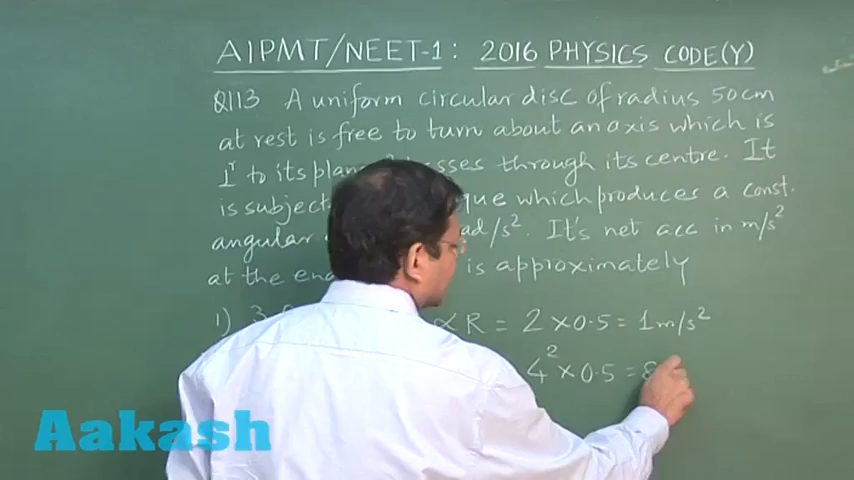 AIPMT/NEET-1: 2016 PHYSICS CODE(Y)
Q113 A uniform circular disc of radius 50cm
at rest is free to turn about an axis which is
⊥r to its plan sses through its centre. It
is subject que which produces a const.
angular ad/s². It's net acc in m/s²
at the en is approximately
1) 3. ∝ R = 2 × 0.5 = 1 m/s²
4² × 0.5 = 8
Aakash